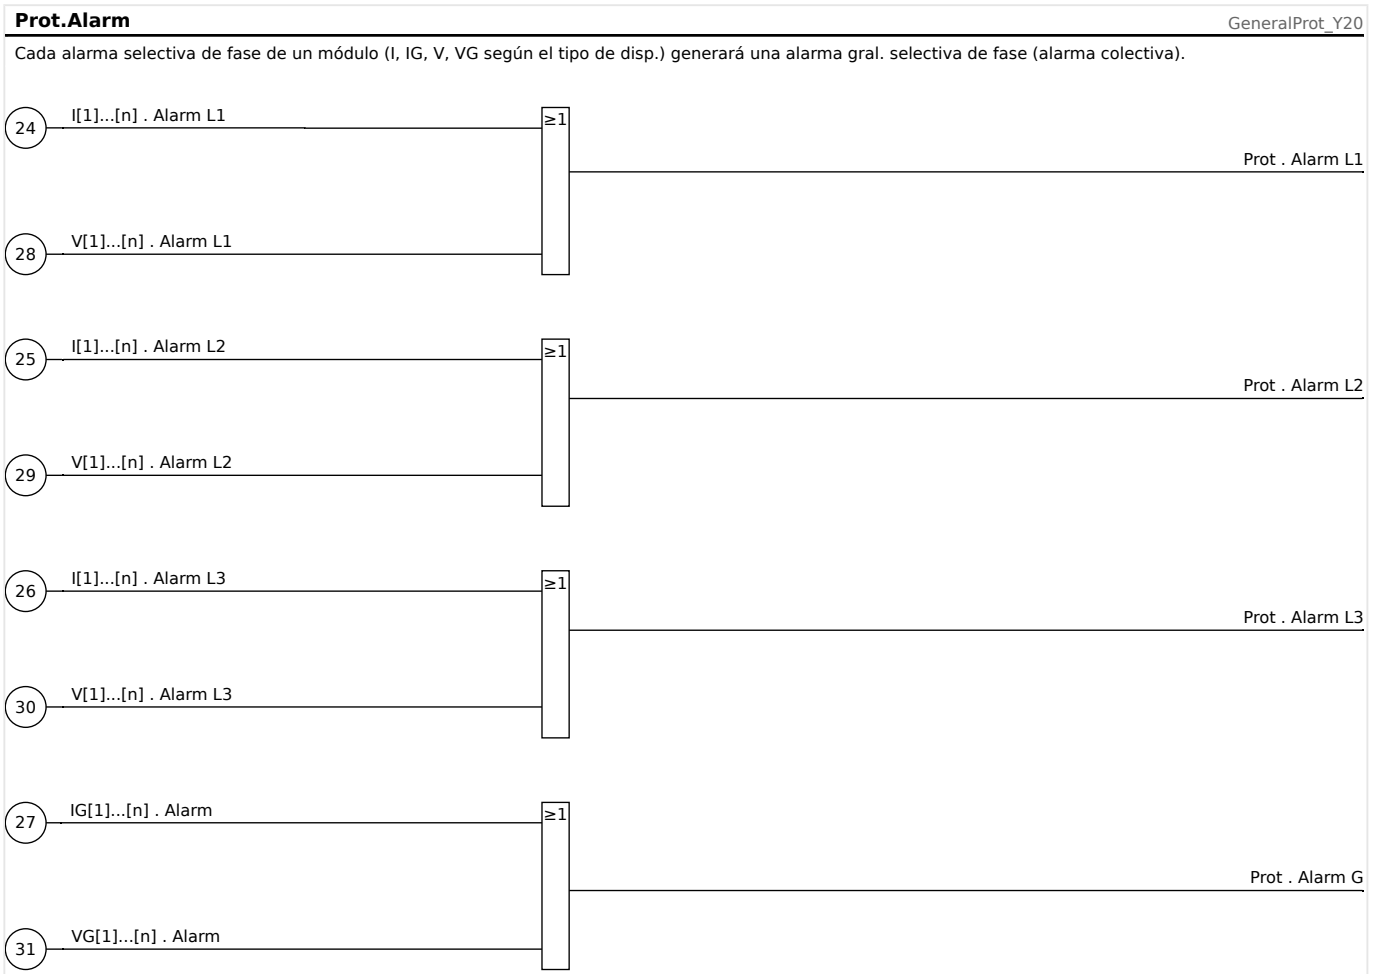 Prot.Alarm
GeneralProt_Y20
Cada alarma selectiva de fase de un módulo (I, IG, V, VG según el tipo de disp.) generará una alarma gral. selectiva de fase (alarma colectiva).
24
I[1]...[n] . Alarm L1
≥1
Prot . Alarm L1
28
V[1]...[n] . Alarm L1
25
I[1]...[n] . Alarm L2
≥1
Prot . Alarm L2
29
V[1]...[n] . Alarm L2
26
I[1]...[n] . Alarm L3
≥1
Prot . Alarm L3
30
V[1]...[n] . Alarm L3
27
IG[1]...[n] . Alarm
≥1
Prot . Alarm G
31
VG[1]...[n] . Alarm